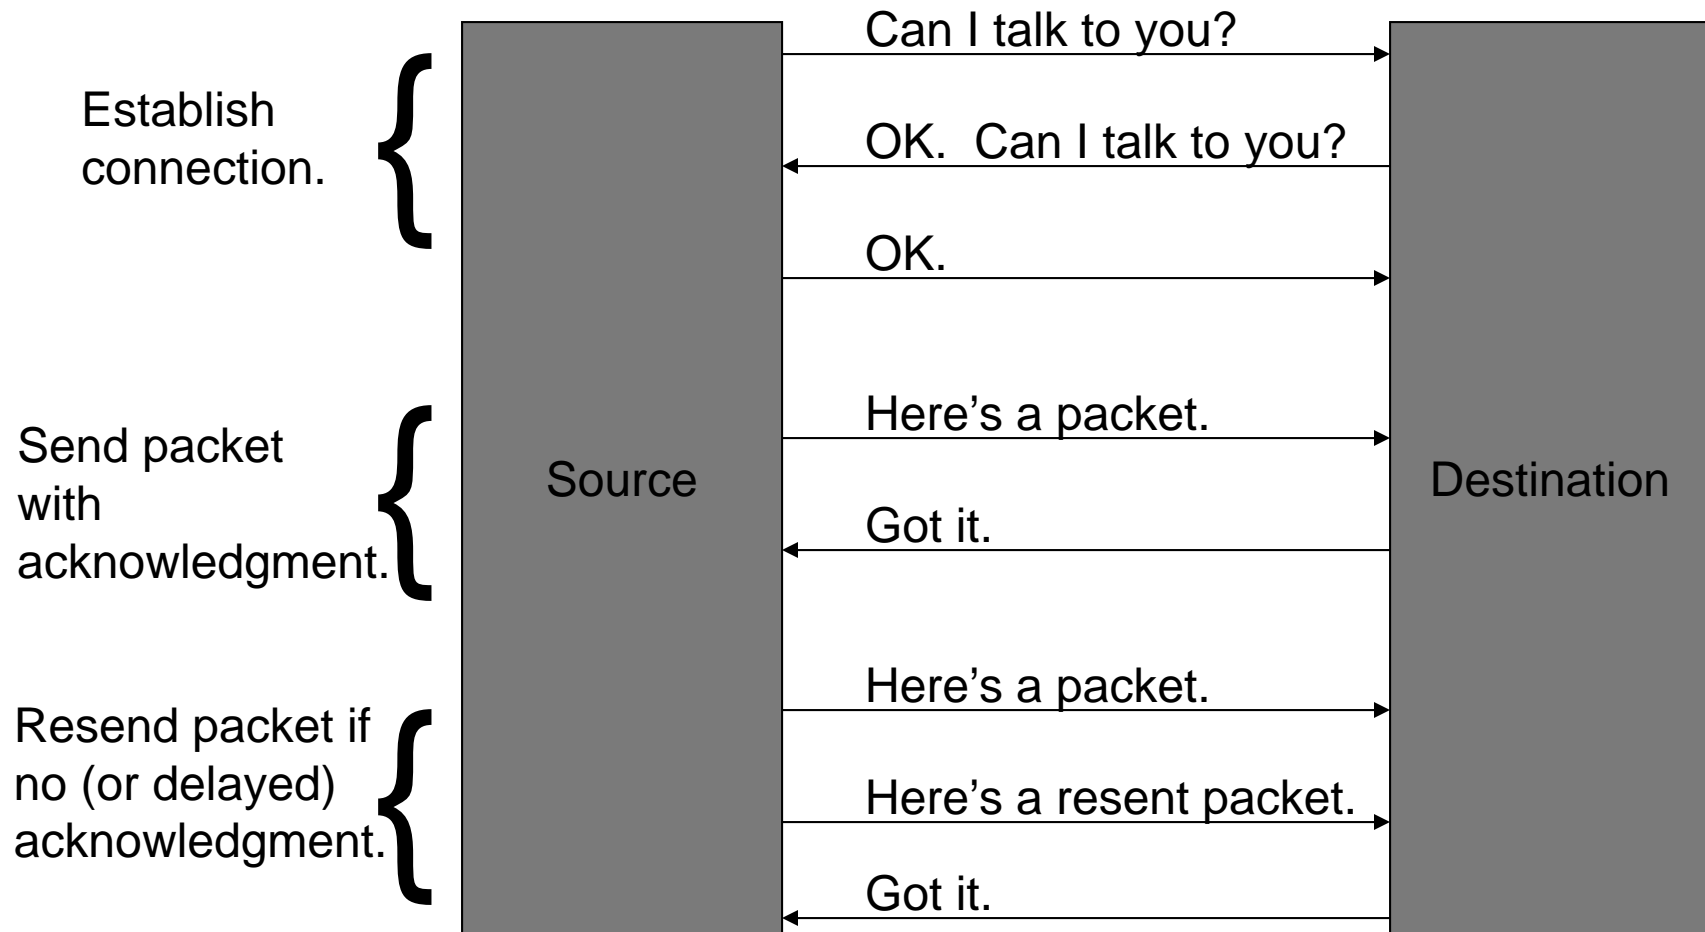 Can I talk to you?
Establish
connection.
OK.  Can I talk to you?
OK.
Here’s a packet.
Send packet
with
acknowledgment.
Source
Destination
Got it.
Here’s a packet.
Resend packet if
no (or delayed)
acknowledgment.
Here’s a resent packet.
Got it.